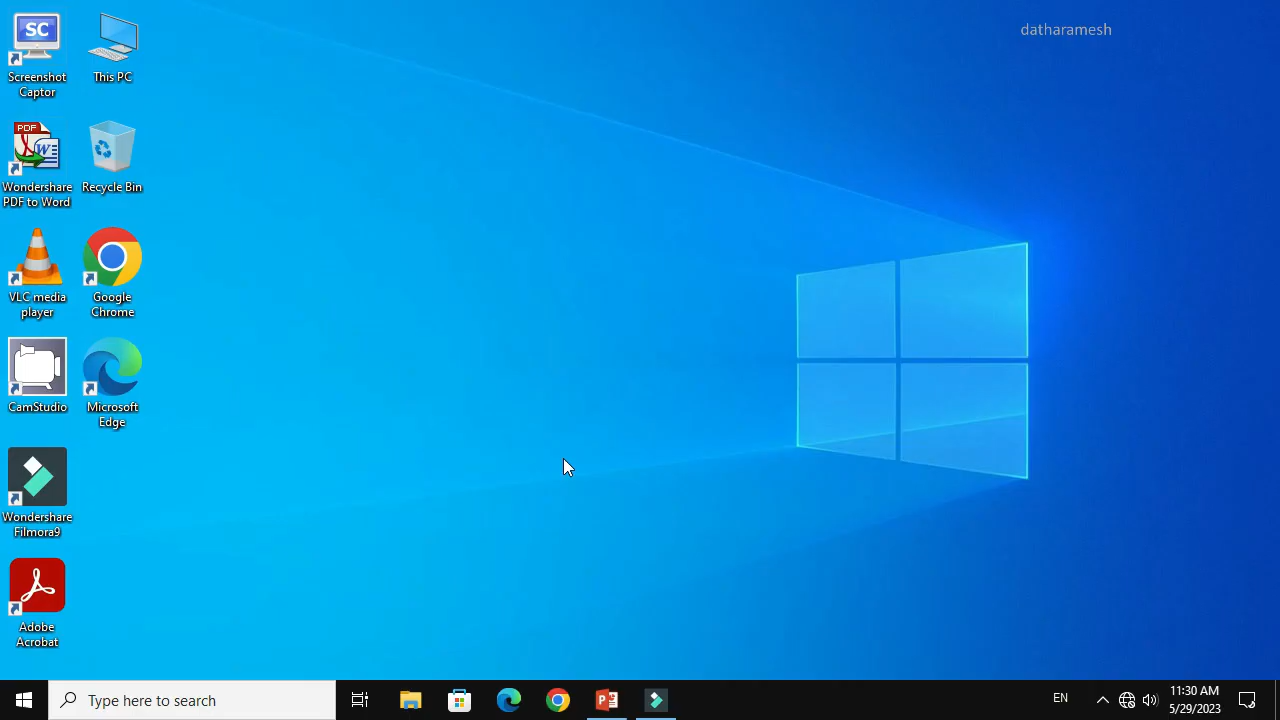 datharamesh
SC
Screenshot
Captor
This PC
PDF
W
Wondershare
PDF to Word
Recycle Bin
VLC media
player
Google
Chrome
CamStudio
Microsoft
Edge
Wondershare
Filmora9
Adobe
Acrobat
Type here to search
P
EN
11:30 AM
5/29/2023